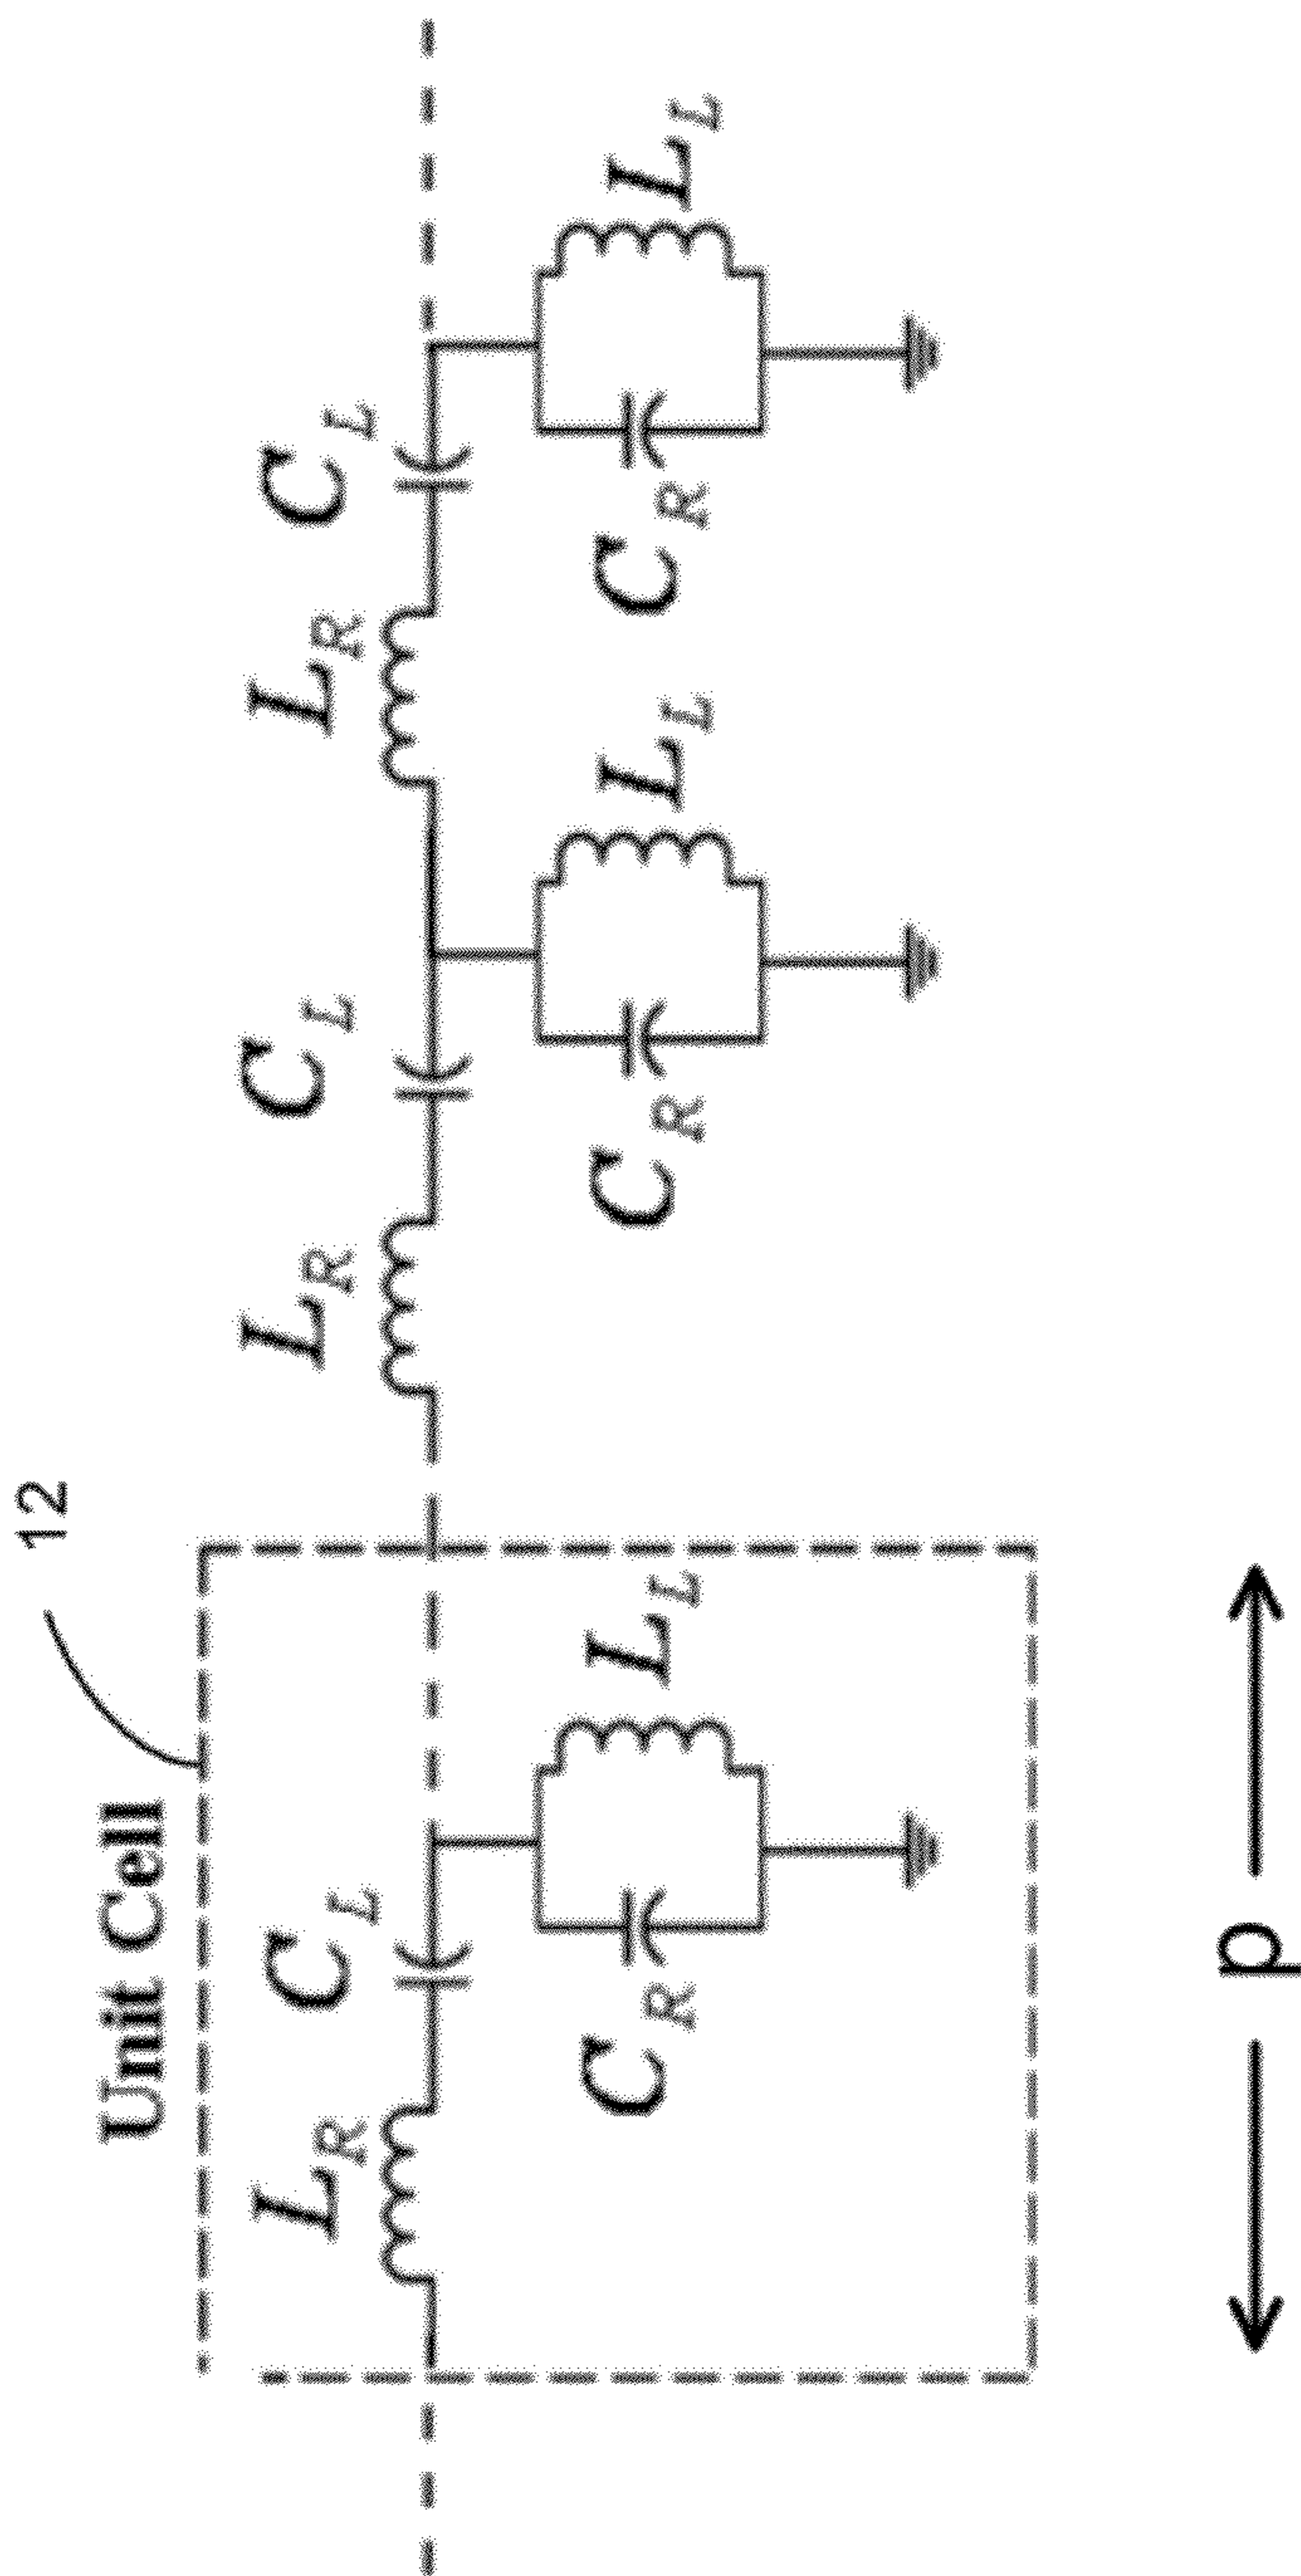 12
Unit Cell
L_R C_L L_R C_L L_R C_L
C_R L_L C_R L_L C_R L_L
p